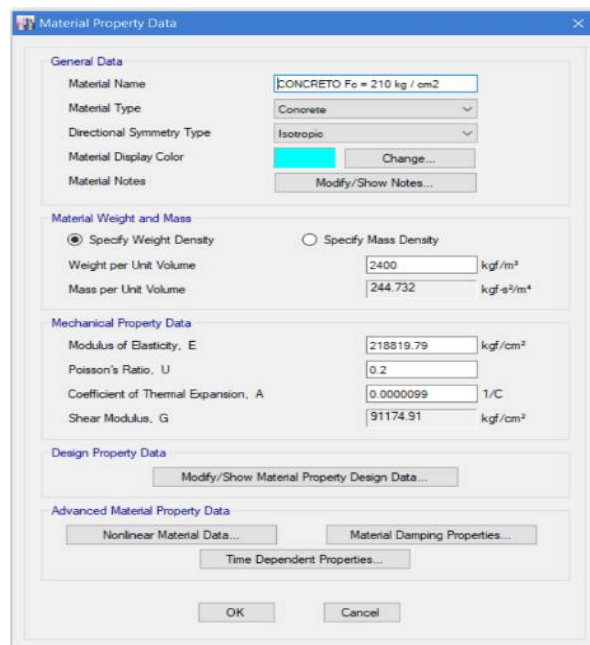 Material Property Data
General Data
Material Name CONCRETO Fc = 210 kg / cm2
Material Type Concrete
Directional Symmetry Type Isotropic
Material Display Color Change...
Material Notes Modify/Show Notes...
Material Weight and Mass
Specify Weight Density Specify Mass Density
Weight per Unit Volume 2400 kgf/m³
Mass per Unit Volume 244.732 kgf-s²/m⁴
Mechanical Property Data
Modulus of Elasticity, E 218819.79 kgf/cm²
Poisson's Ratio, U 0.2
Coefficient of Thermal Expansion, A 0.0000099 1/C
Shear Modulus, G 91174.91 kgf/cm²
Design Property Data
Modify/Show Material Property Design Data...
Advanced Material Property Data
Nonlinear Material Data... Material Damping Properties...
Time Dependent Properties...
OK Cancel